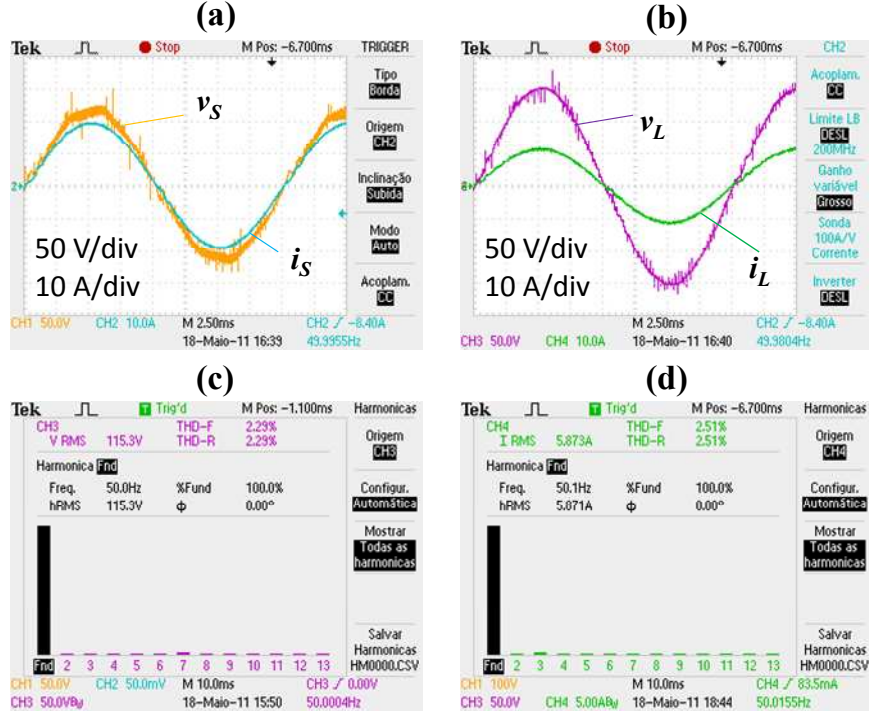 (a)
Tek Stop M Pos: -6.700ms TRIGGER
Tipo
Borda
Origem
CH2
Inclinação
Subida
Modo
Auto
Acoplam.
CC
v_S
i_S
2
50 V/div
10 A/div
CH1 50.0V CH2 10.0A M 2.50ms CH2 -8.40A
18-Maio-11 16:39 49.9955Hz
(b)
Tek Stop M Pos: -6.700ms CH2
Acoplam.
CC
Limite LB
DESL
200MHz
Ganho
variável
Grosso
Sonda
100A/V
Corrente
Inverter
DESL
v_L
i_L
50 V/div
10 A/div
CH3 50.0V CH4 10.0A M 2.50ms CH2 -8.40A
18-Maio-11 16:40 49.9804Hz
(c)
Tek Trig'd M Pos: -1.100ms Harmonicas
CH3 THD-F 2.29%
V RMS 115.3V THD-R 2.29%
Harmonica Fnd
Freq. 50.0Hz %Fund 100.0%
hRMS 115.3V ϕ 0.00°
Origem
CH3
Configur.
Automática
Mostrar
Todas as
harmonicas
Salvar
Harmonicas
HM0000.CSV
Fnd 2 3 4 5 6 7 8 9 10 11 12 13
CH1 50.0V CH2 50.0mV M 10.0ms CH3 0.00V
CH3 50.0VBW 18-Maio-11 15:50 50.0004Hz
(d)
Tek Trig'd M Pos: -6.700ms Harmonicas
CH4 THD-F 2.51%
I RMS 5.873A THD-R 2.51%
Harmonica Fnd
Freq. 50.1Hz %Fund 100.0%
hRMS 5.871A ϕ 0.00°
Origem
CH4
Configur.
Automática
Mostrar
Todas as
harmonicas
Salvar
Harmonicas
HM0000.CSV
Fnd 2 3 4 5 6 7 8 9 10 11 12 13
CH1 100V M 10.0ms CH4 83.5mA
CH3 50.0V CH4 5.00ABW 18-Maio-11 18:44 50.0155Hz